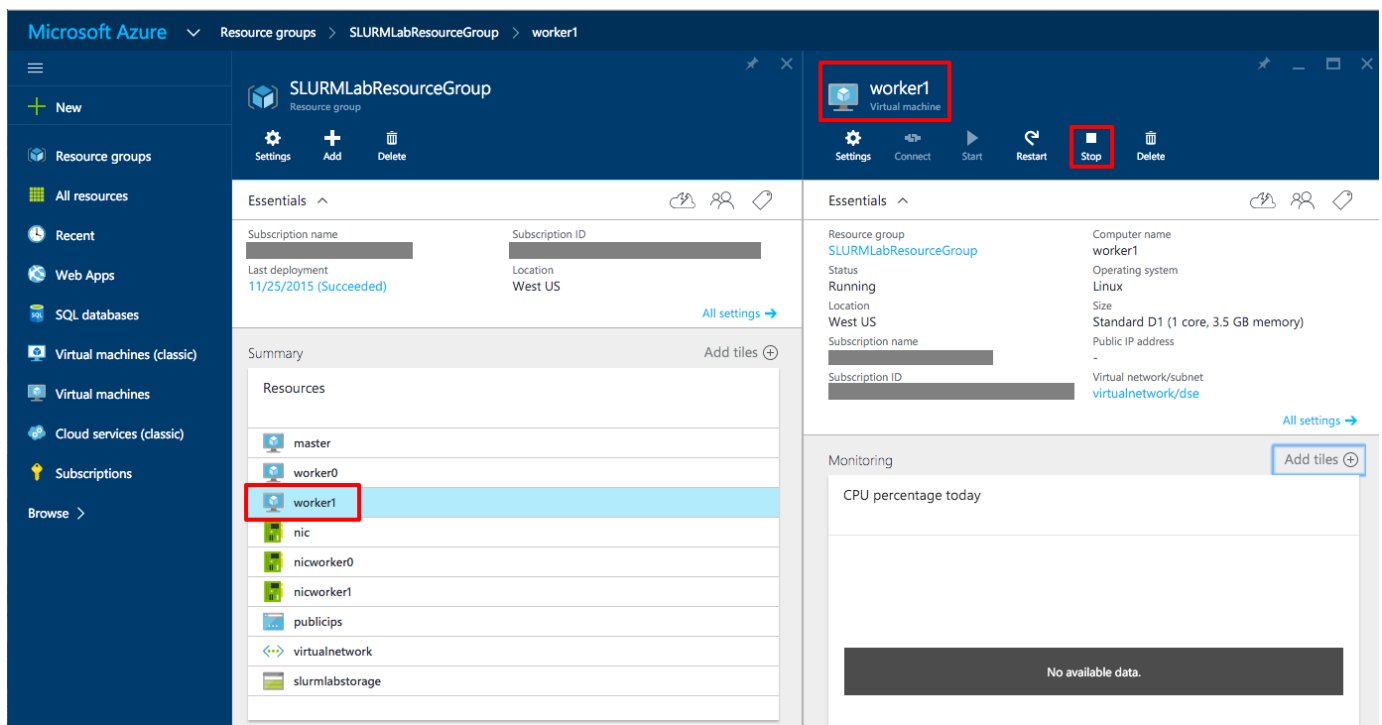 Microsoft Azure Resource groups > SLURMLabResourceGroup > worker1
New
Resource groups
All resources
Recent
Web Apps
SQL databases
Virtual machines (classic)
Virtual machines
Cloud services (classic)
Subscriptions
Browse >
SLURMLabResourceGroup
Resource group
Settings Add Delete
Essentials
Subscription name Subscription ID
Last deployment Location
11/25/2015 (Succeeded) West US
All settings →
Summary Add tiles
Resources
master
worker0
worker1
nic
nicworker0
nicworker1
publicips
virtualnetwork
slurmlabstorage
worker1
Virtual machine
Settings Connect Start Restart Stop Delete
Essentials
Resource group Computer name
SLURMLabResourceGroup worker1
Status Operating system
Running Linux
Location Size
West US Standard D1 (1 core, 3.5 GB memory)
Subscription name Public IP address
-
Subscription ID Virtual network/subnet
virtualnetwork/dse
All settings →
Monitoring Add tiles
CPU percentage today
No available data.